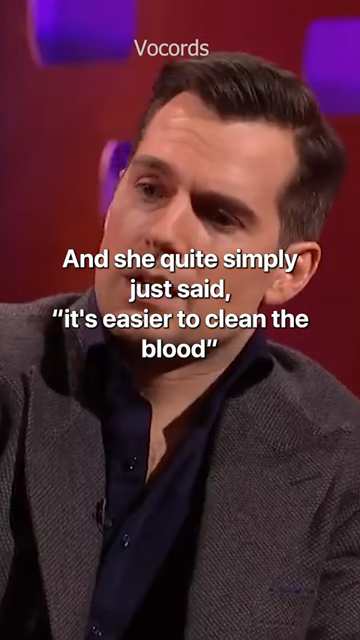 Vocords
And she quite simply
just said,
“it's easier to clean the
blood”